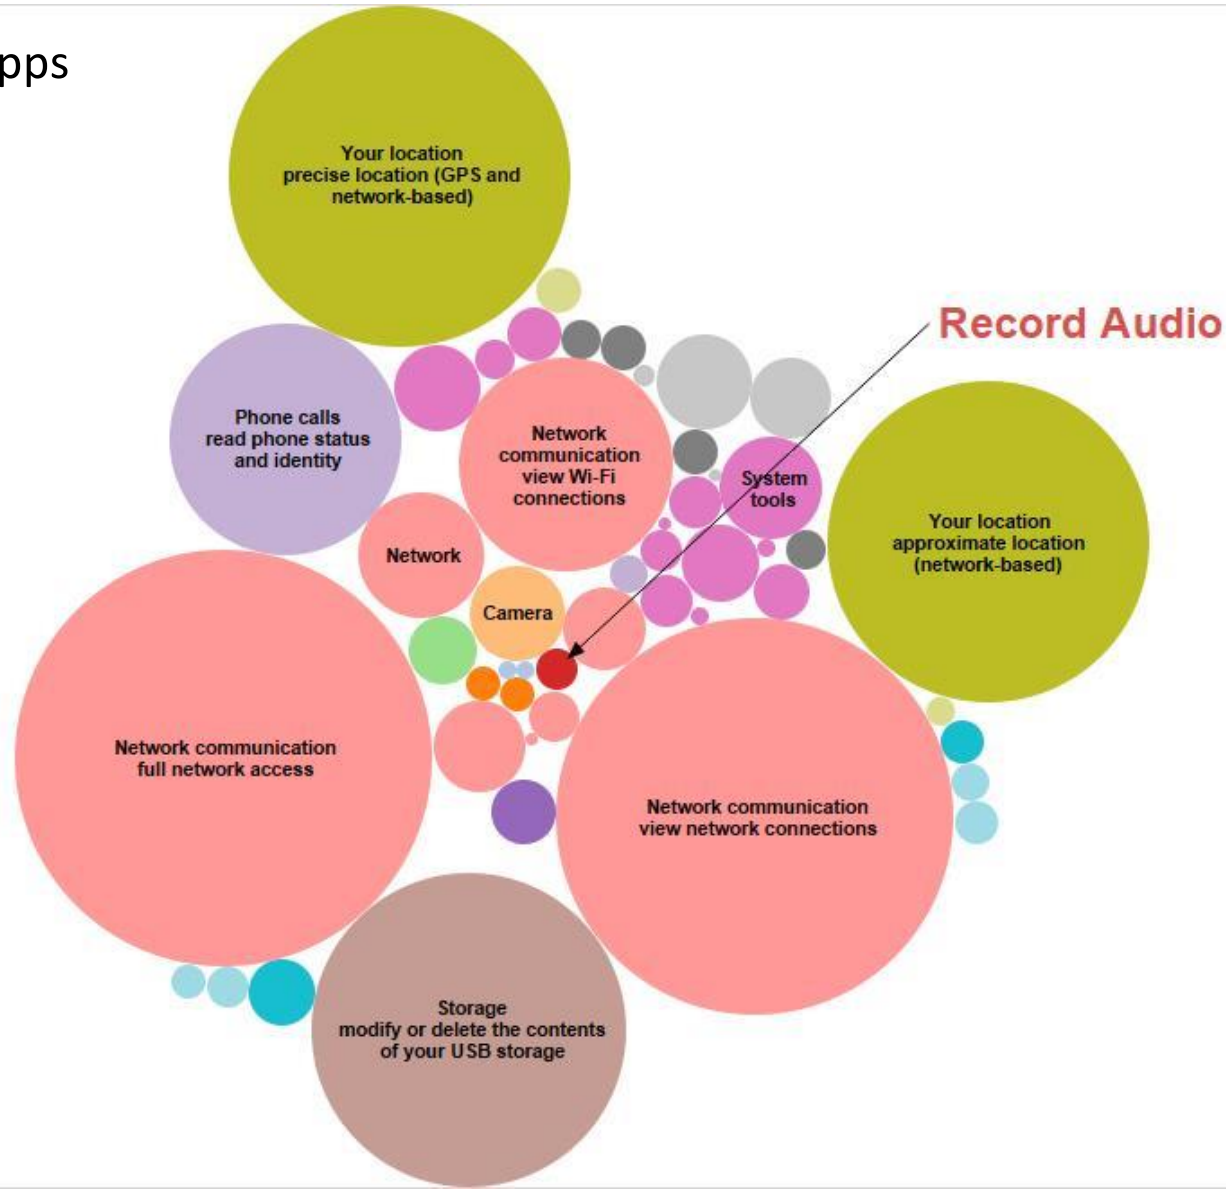 pps
Your location
precise location (GPS and
network-based)
Record Audio
Phone calls
read phone status
and identity
Network
communication
view Wi-Fi
connections
System
tools
Your location
approximate location
(network-based)
Network
Camera
Network communication
full network access
Network communication
view network connections
Storage
modify or delete the contents
of your USB storage